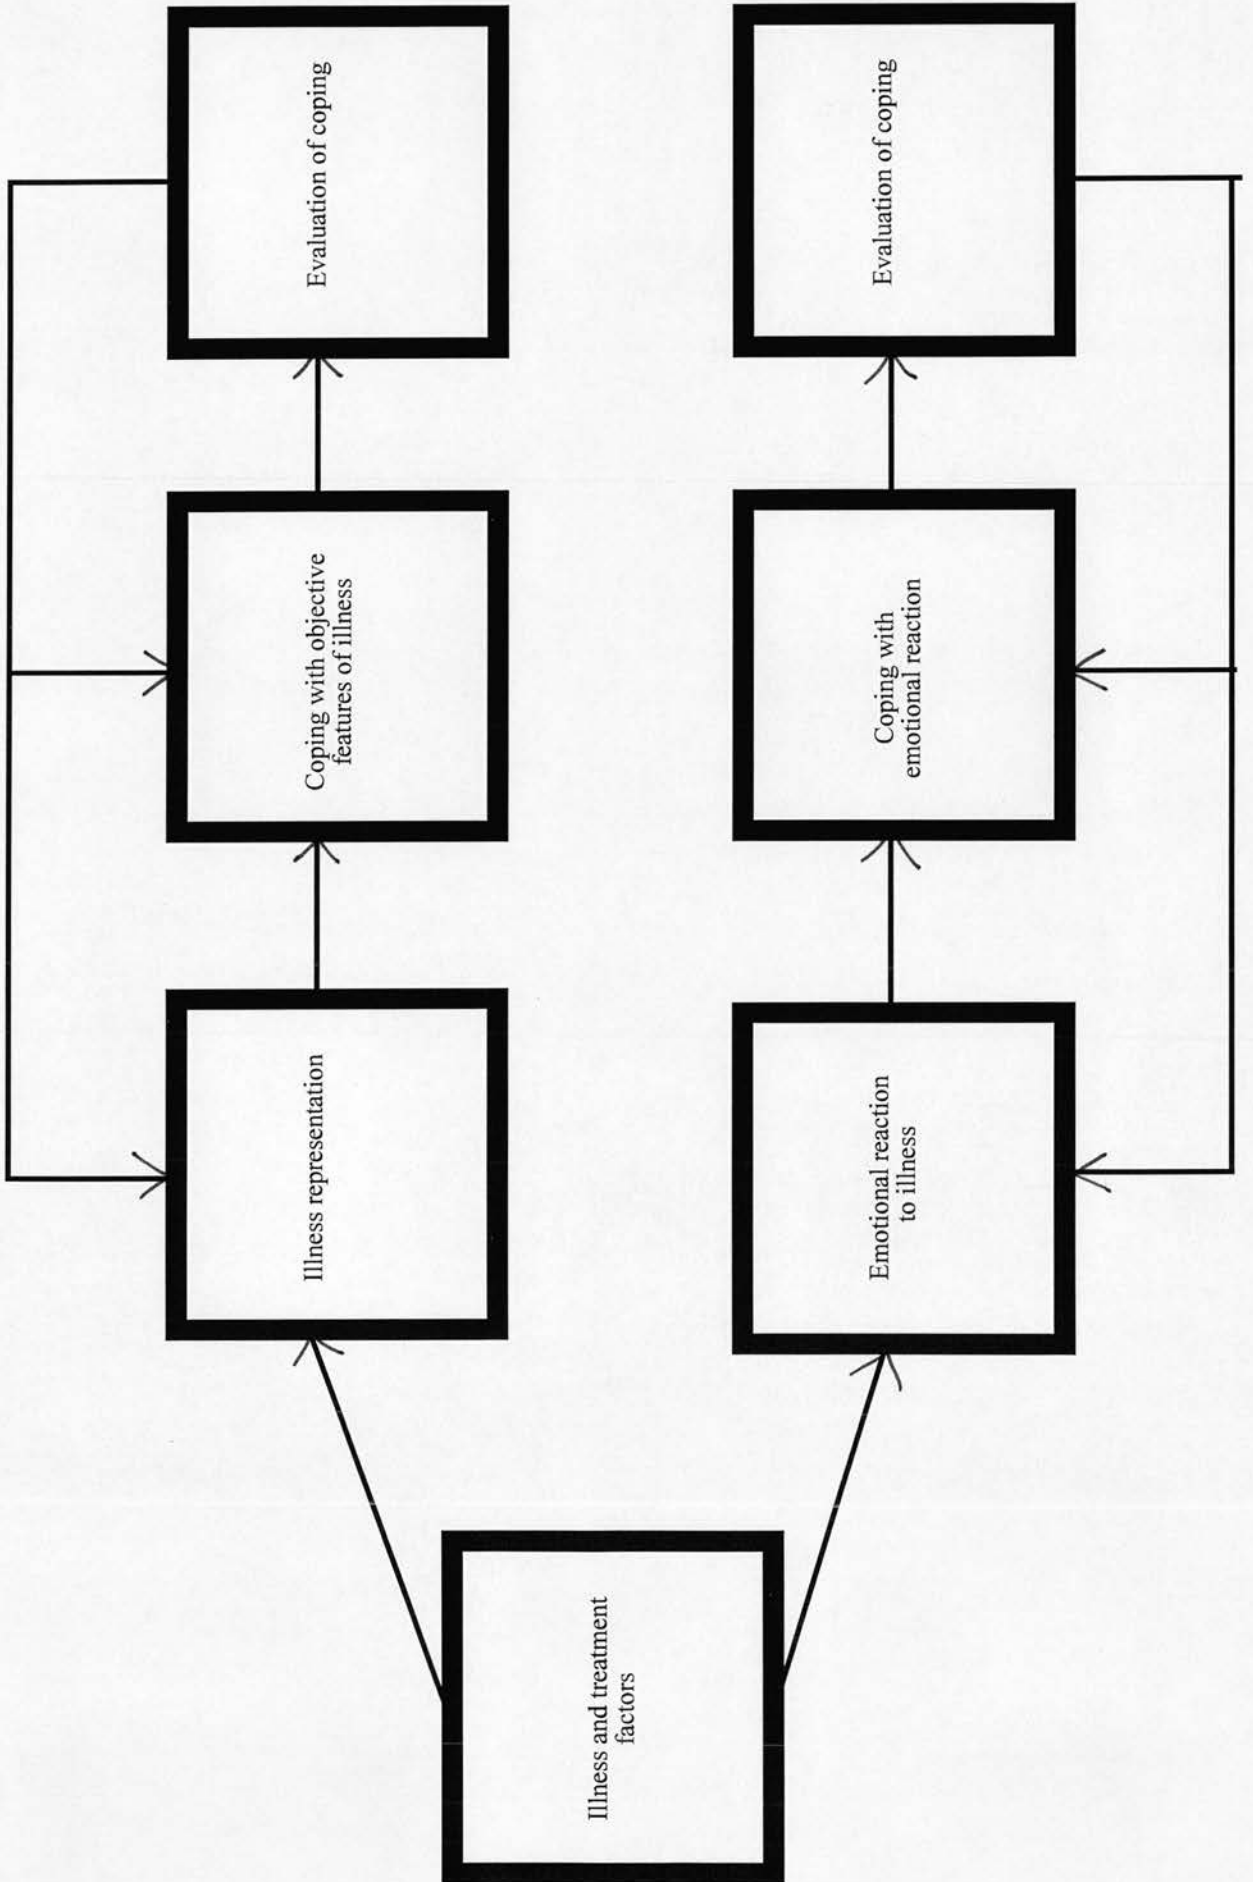 Illness and treatment
factors
Illness representation
Coping with objective
features of illness
Evaluation of coping
Emotional reaction
to illness
Coping with
emotional reaction
Evaluation of coping